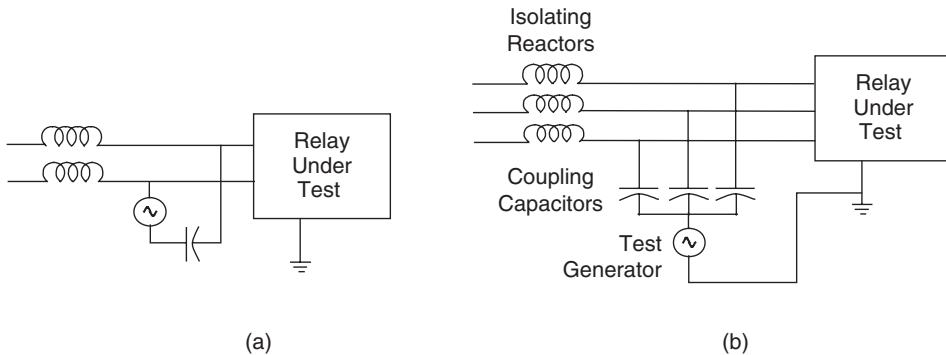 Relay
Under
Test
(a)
Isolating
Reactors
Relay
Under
Test
Coupling
Capacitors
Test
Generator
(b)